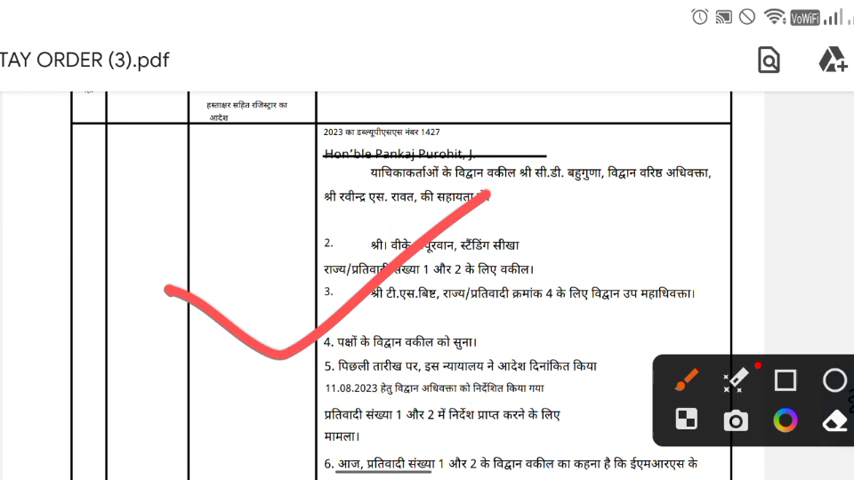 VoWiFi
TAY ORDER (3).pdf
हस्ताक्षर सहित रजिस्ट्रार का
आदेश
2023 का डब्ल्यूपीएसएस नंबर 1427
Hon'ble Pankaj Purohit, J.
याचिकाकर्ताओं के विद्वान वकील श्री सी.डी. बहुगुणा, विद्वान वरिष्ठ अधिवक्ता,
श्री रवीन्द्र एस. रावत, की सहायता
2. श्री। वीके पूरवान, स्टैंडिंग सीखा
राज्य/प्रतिवादी संख्या 1 और 2 के लिए वकील।
3. श्री टी.एस.बिष्ट, राज्य/प्रतिवादी क्रमांक 4 के लिए विद्वान उप महाधिवक्ता।
4. पक्षों के विद्वान वकील को सुना।
5. पिछली तारीख पर, इस न्यायालय ने आदेश दिनांकित किया
11.08.2023 हेतु विद्वान अधिवक्ता को निर्देशित किया गया
प्रतिवादी संख्या 1 और 2 में निर्देश प्राप्त करने के लिए
मामला।
6. आज, प्रतिवादी संख्या 1 और 2 के विद्वान वकील का कहना है कि ईएमआरएस के